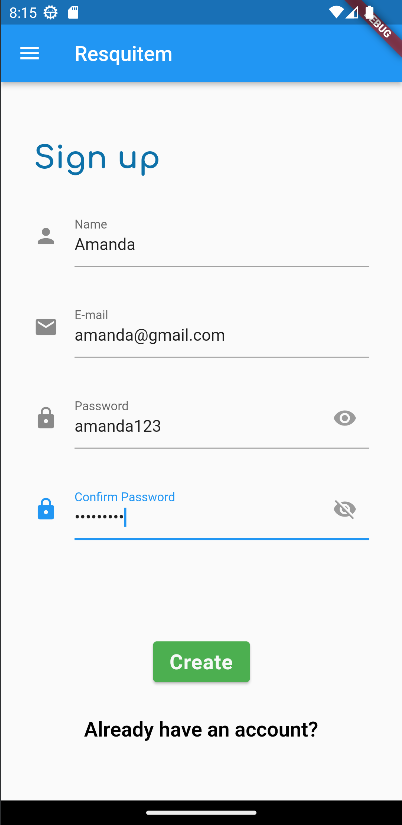 8:15
DEBUG
Resquitem
Sign up
Name
Amanda
E-mail
amanda@gmail.com
Password
amanda123
Confirm Password
•••••••••
Create
Already have an account?